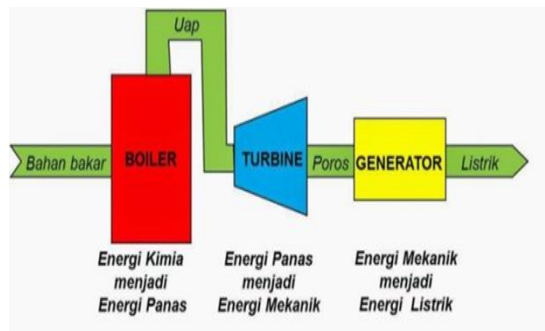 Uap
Bahan bakar
BOILER
TURBINE
Poros
GENERATOR
Listrik
Energi Kimia
menjadi
Energi Panas
Energi Panas
menjadi
Energi Mekanik
Energi Mekanik
menjadi
Energi Listrik